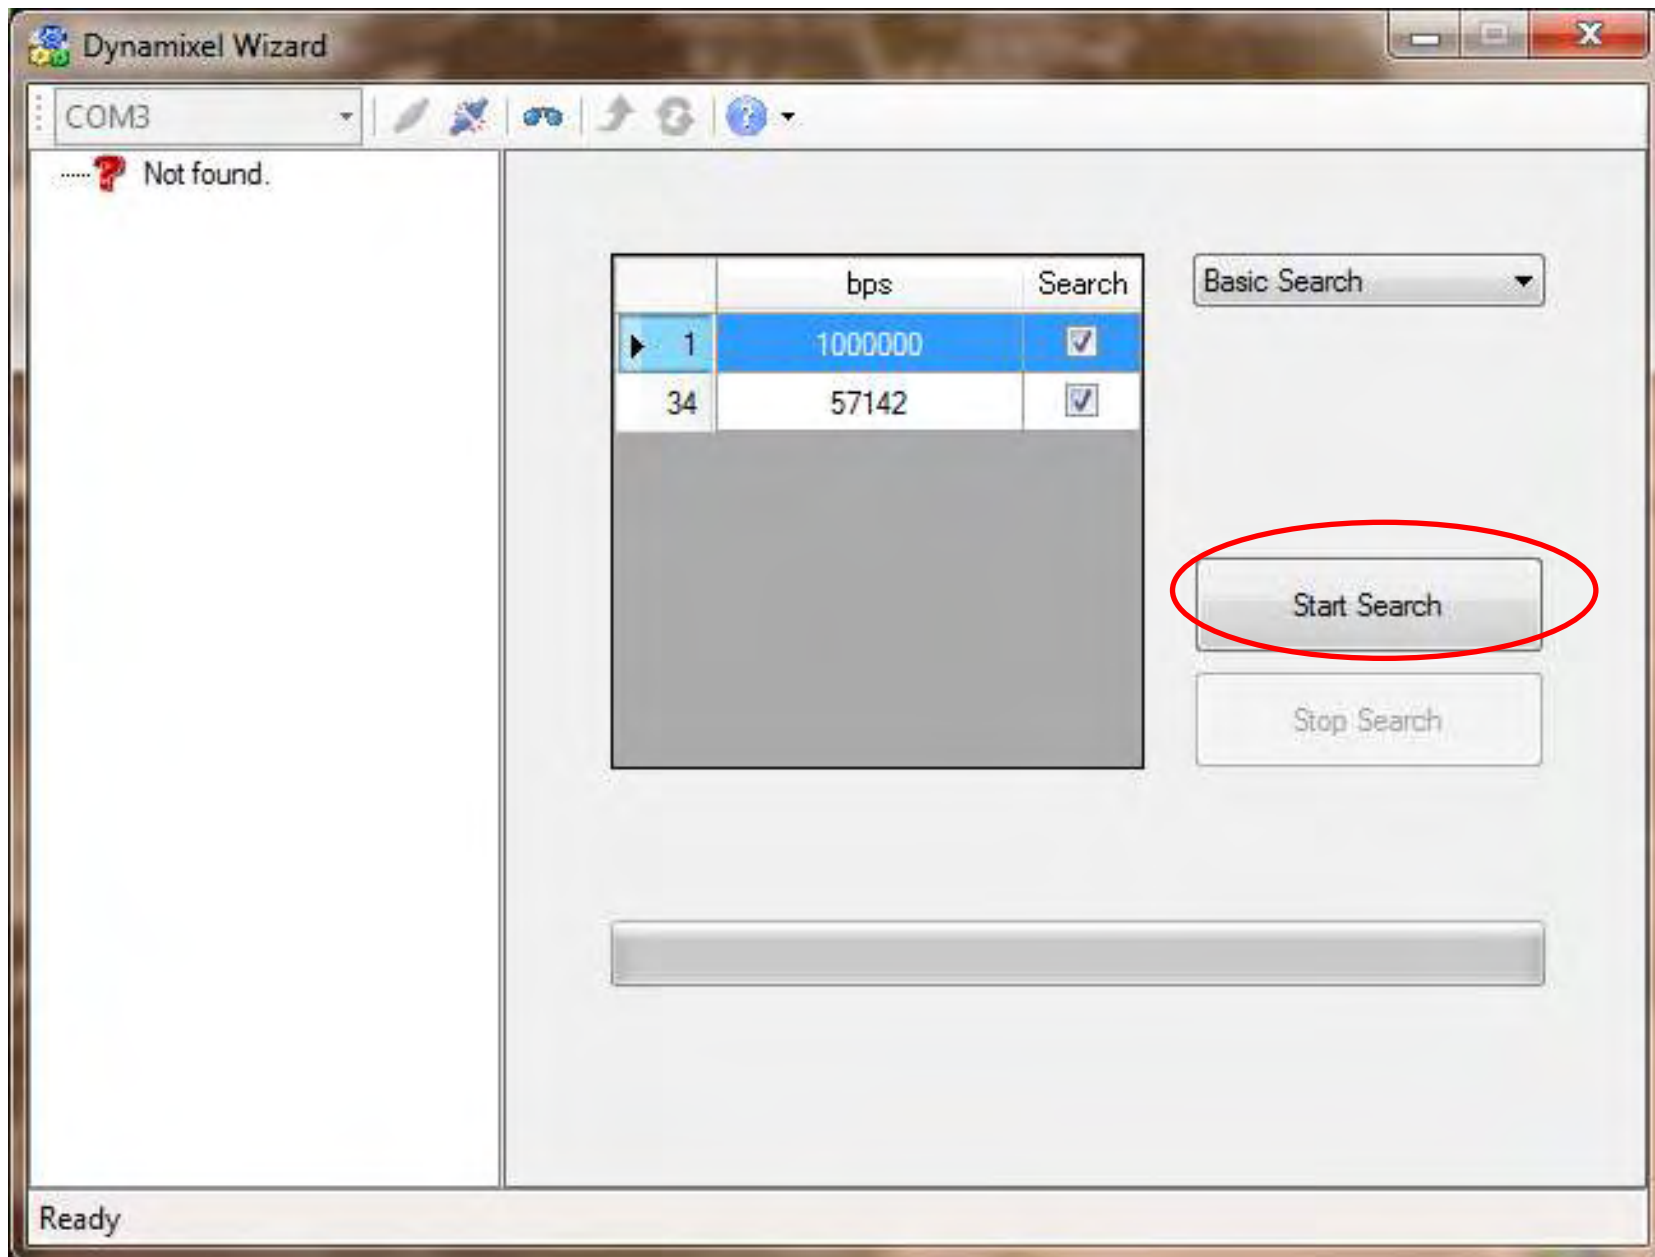 Dynamixel Wizard
COM3
Not found.
bps Search
Basic Search
1 1000000
34 57142
Start Search
Stop Search
Ready